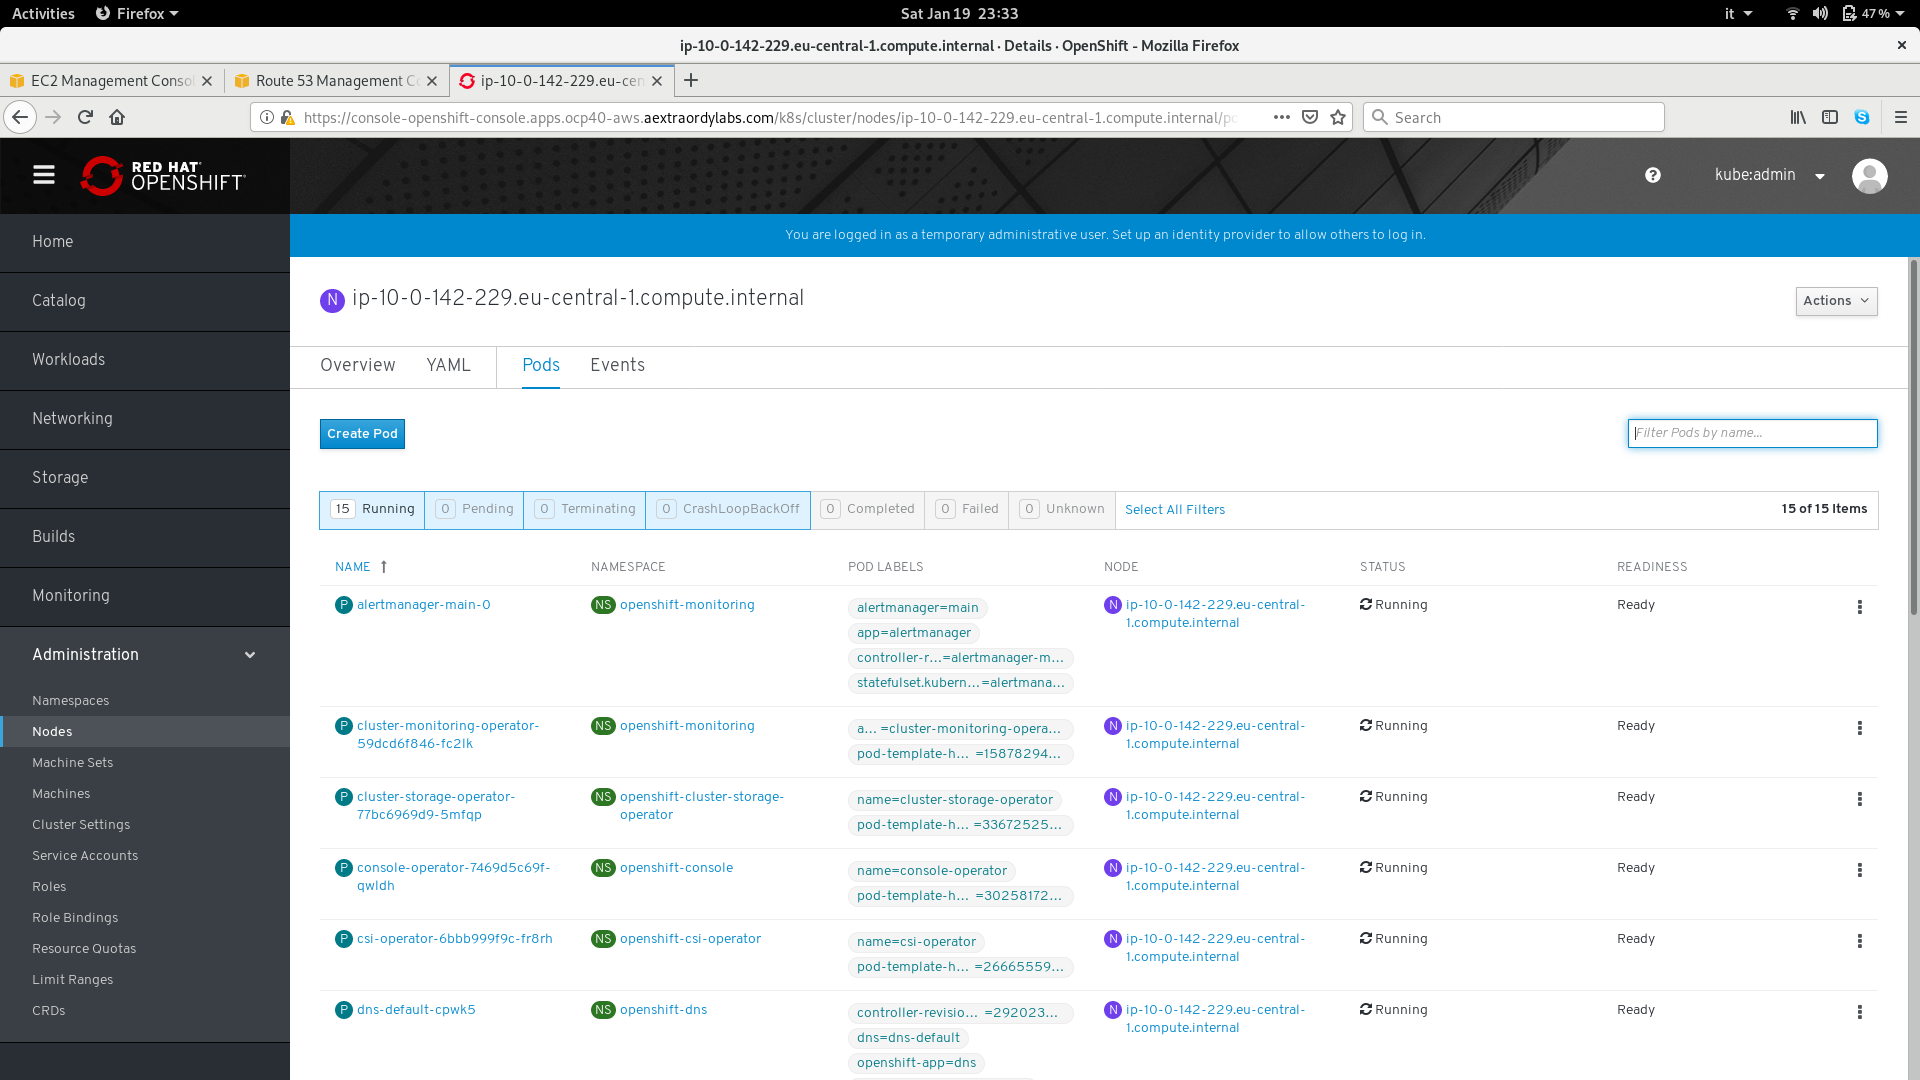 Activities Firefox Sat Jan 19 23:33 it 47%
ip-10-0-142-229.eu-central-1.compute.internal · Details · OpenShift - Mozilla Firefox
EC2 Management Consol Route 53 Management Co ip-10-0-142-229.eu-cen
https://console-openshift-console.apps.ocp40-aws.aextraordylabs.com/k8s/cluster/nodes/ip-10-0-142-229.eu-central-1.compute.internal/po Search
RED HAT
OPENSHIFT
kube:admin
You are logged in as a temporary administrative user. Set up an identity provider to allow others to log in.
Home
Catalog
Workloads
Networking
Storage
Builds
Monitoring
Administration
Namespaces
Nodes
Machine Sets
Machines
Cluster Settings
Service Accounts
Roles
Role Bindings
Resource Quotas
Limit Ranges
CRDs
N ip-10-0-142-229.eu-central-1.compute.internal
Actions
Overview YAML Pods Events
Create Pod Filter Pods by name...
15 Running 0 Pending 0 Terminating 0 CrashLoopBackOff 0 Completed 0 Failed 0 Unknown Select All Filters 15 of 15 Items
NAME NAMESPACE POD LABELS NODE STATUS READINESS
P alertmanager-main-0 NS openshift-monitoring alertmanager=main N ip-10-0-142-229.eu-central- Running Ready
app=alertmanager 1.compute.internal
controller-r...=alertmanager-m...
statefulset.kubern...=alertmana...
P cluster-monitoring-operator- NS openshift-monitoring a... =cluster-monitoring-opera... N ip-10-0-142-229.eu-central- Running Ready
59dcd6f846-fc2lk pod-template-h... =15878294... 1.compute.internal
P cluster-storage-operator- NS openshift-cluster-storage- name=cluster-storage-operator N ip-10-0-142-229.eu-central- Running Ready
77bc6969d9-5mfqp operator pod-template-h... =33672525... 1.compute.internal
P console-operator-7469d5c69f- NS openshift-console name=console-operator N ip-10-0-142-229.eu-central- Running Ready
qwldh pod-template-h... =30258172... 1.compute.internal
P csi-operator-6bbb999f9c-fr8rh NS openshift-csi-operator name=csi-operator N ip-10-0-142-229.eu-central- Running Ready
pod-template-h... =26665559... 1.compute.internal
P dns-default-cpwk5 NS openshift-dns controller-revisio... =292023... N ip-10-0-142-229.eu-central- Running Ready
dns=dns-default 1.compute.internal
openshift-app=dns